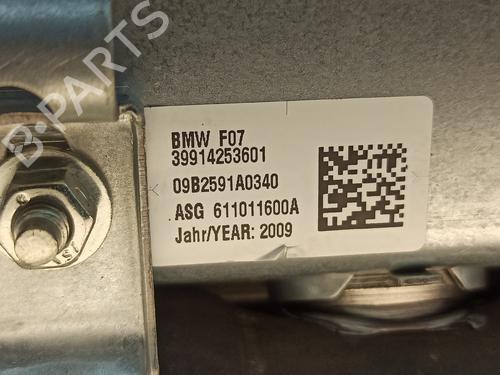 B-PARTS
BMW F07
39914253601
09B2591A0340
ASG 611011600A
Jahr/YEAR: 2009